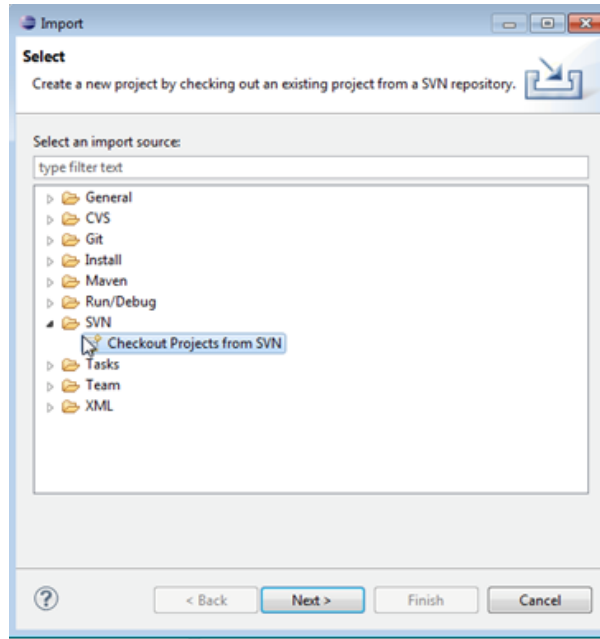 Import
Select
Create a new project by checking out an existing project from a SVN repository.
Select an import source:
type filter text
General
CVS
Git
Install
Maven
Run/Debug
SVN
Checkout Projects from SVN
Tasks
Team
XML
?
< Back
Next >
Finish
Cancel